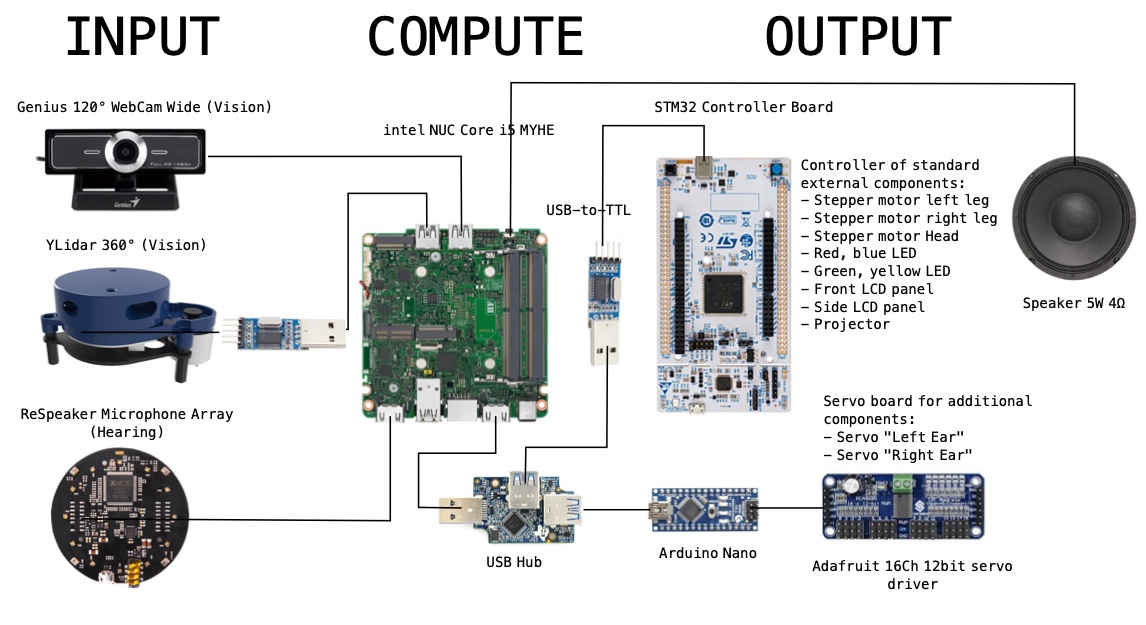 INPUT
COMPUTE
OUTPUT
Genius 120° WebCam Wide (Vision)
Genius
YLidar 360° (Vision)
ReSpeaker Microphone Array
(Hearing)
XMOS
intel NUC Core i5 MYHE
USB-to-TTL
USB Hub
STM32 Controller Board
Controller of standard
external components:
– Stepper motor left leg
– Stepper motor right leg
– Stepper motor Head
– Red, blue LED
– Green, yellow LED
– Front LCD panel
– Side LCD panel
– Projector
Speaker 5W 4Ω
Servo board for additional
components:
– Servo "Left Ear"
– Servo "Right Ear"
Arduino Nano
Adafruit 16Ch 12bit servo
driver